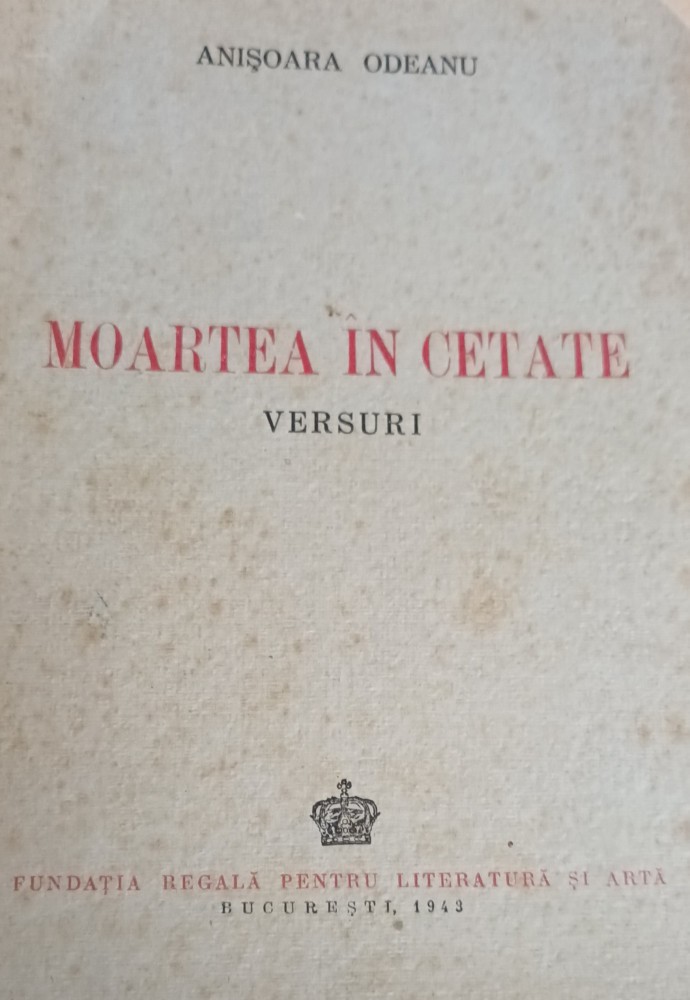 ANIȘOARA ODEANU
MOARTEA ÎN CETATE
VERSURI
FUNDAȚIA REGALĂ PENTRU LITERATURĂ ȘI ARTĂ
BUCUREȘTI, 1943